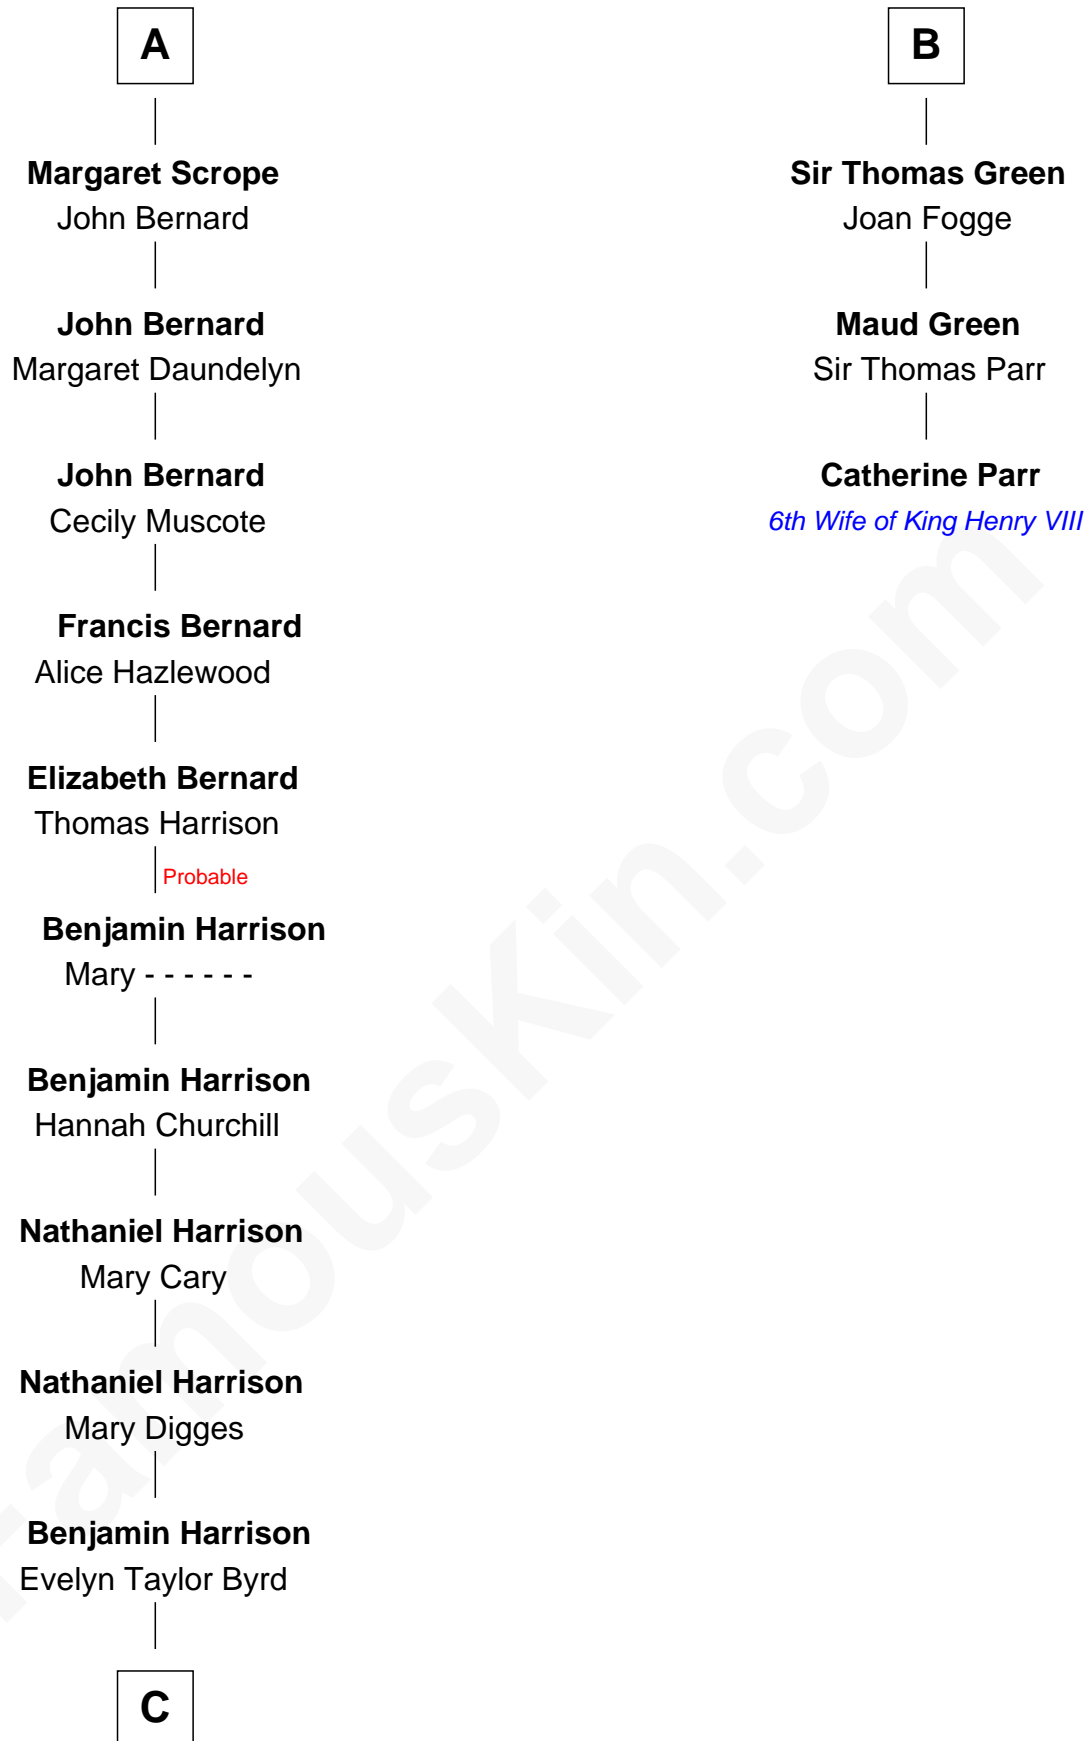 A
Margaret Scrope
John Bernard
John Bernard
Margaret Daundelyn
John Bernard
Cecily Muscote
Francis Bernard
Alice Hazlewood
Elizabeth Bernard
Thomas Harrison
Probable
Benjamin Harrison
Mary - - - - - -
Benjamin Harrison
Hannah Churchill
Nathaniel Harrison
Mary Cary
Nathaniel Harrison
Mary Digges
Benjamin Harrison
Evelyn Taylor Byrd
C
B
Sir Thomas Green
Joan Fogge
Maud Green
Sir Thomas Parr
Catherine Parr
6th Wife of King Henry VIII
FamousKin.com